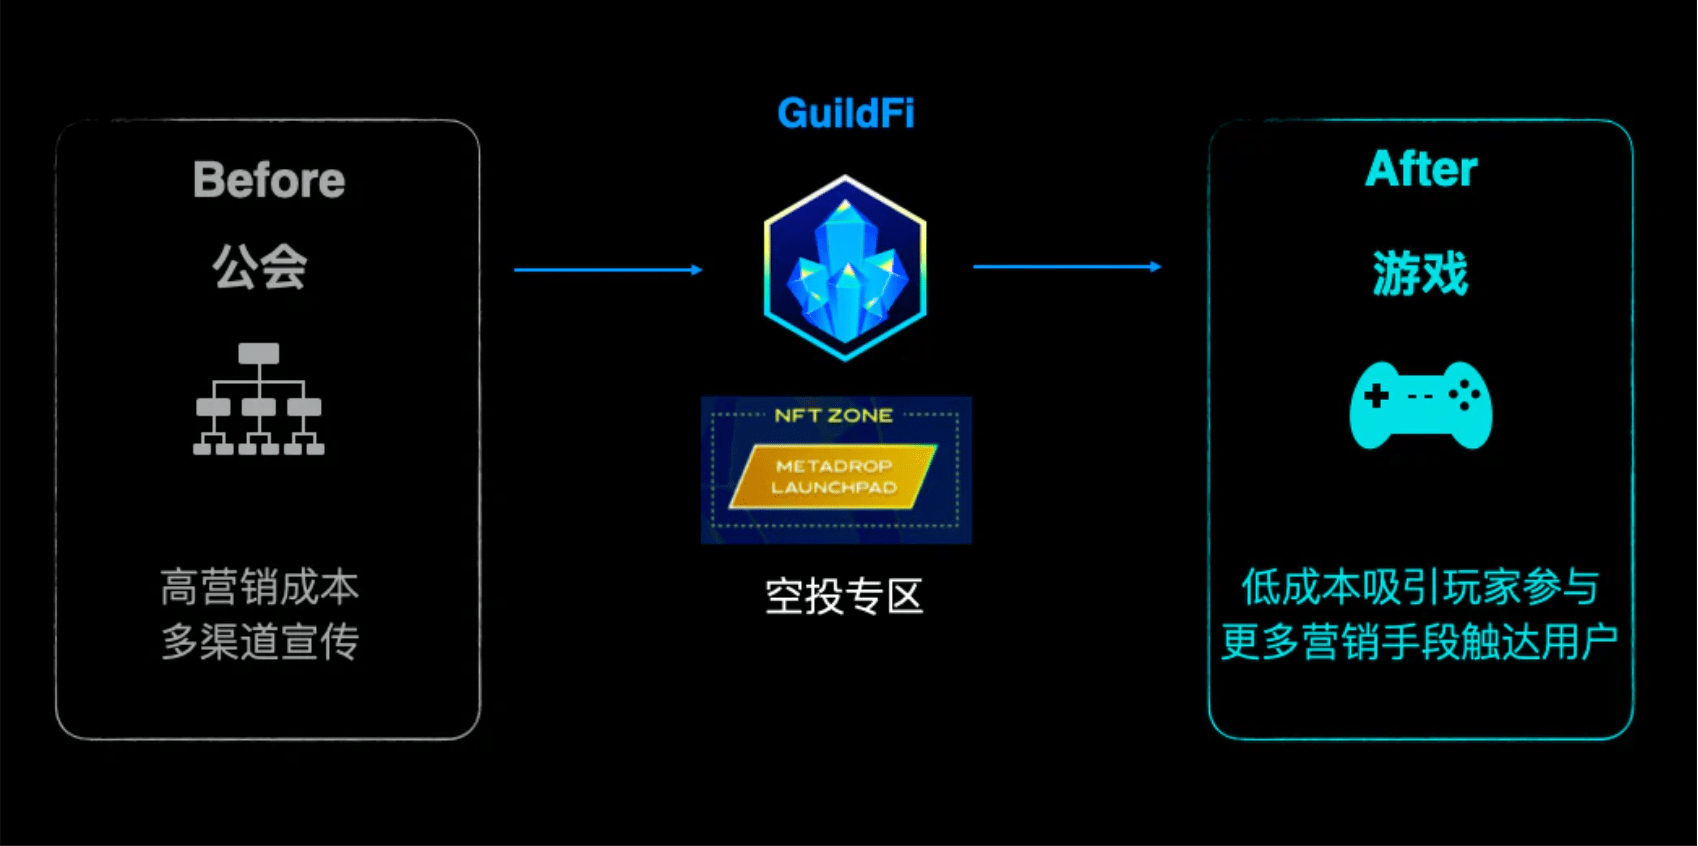 Before
公会
高营销成本
多渠道宣传
GuildFi
NFT ZONE
METADROP
LAUNCHPAD
空投专区
After
游戏
低成本吸引玩家参与
更多营销手段触达用户